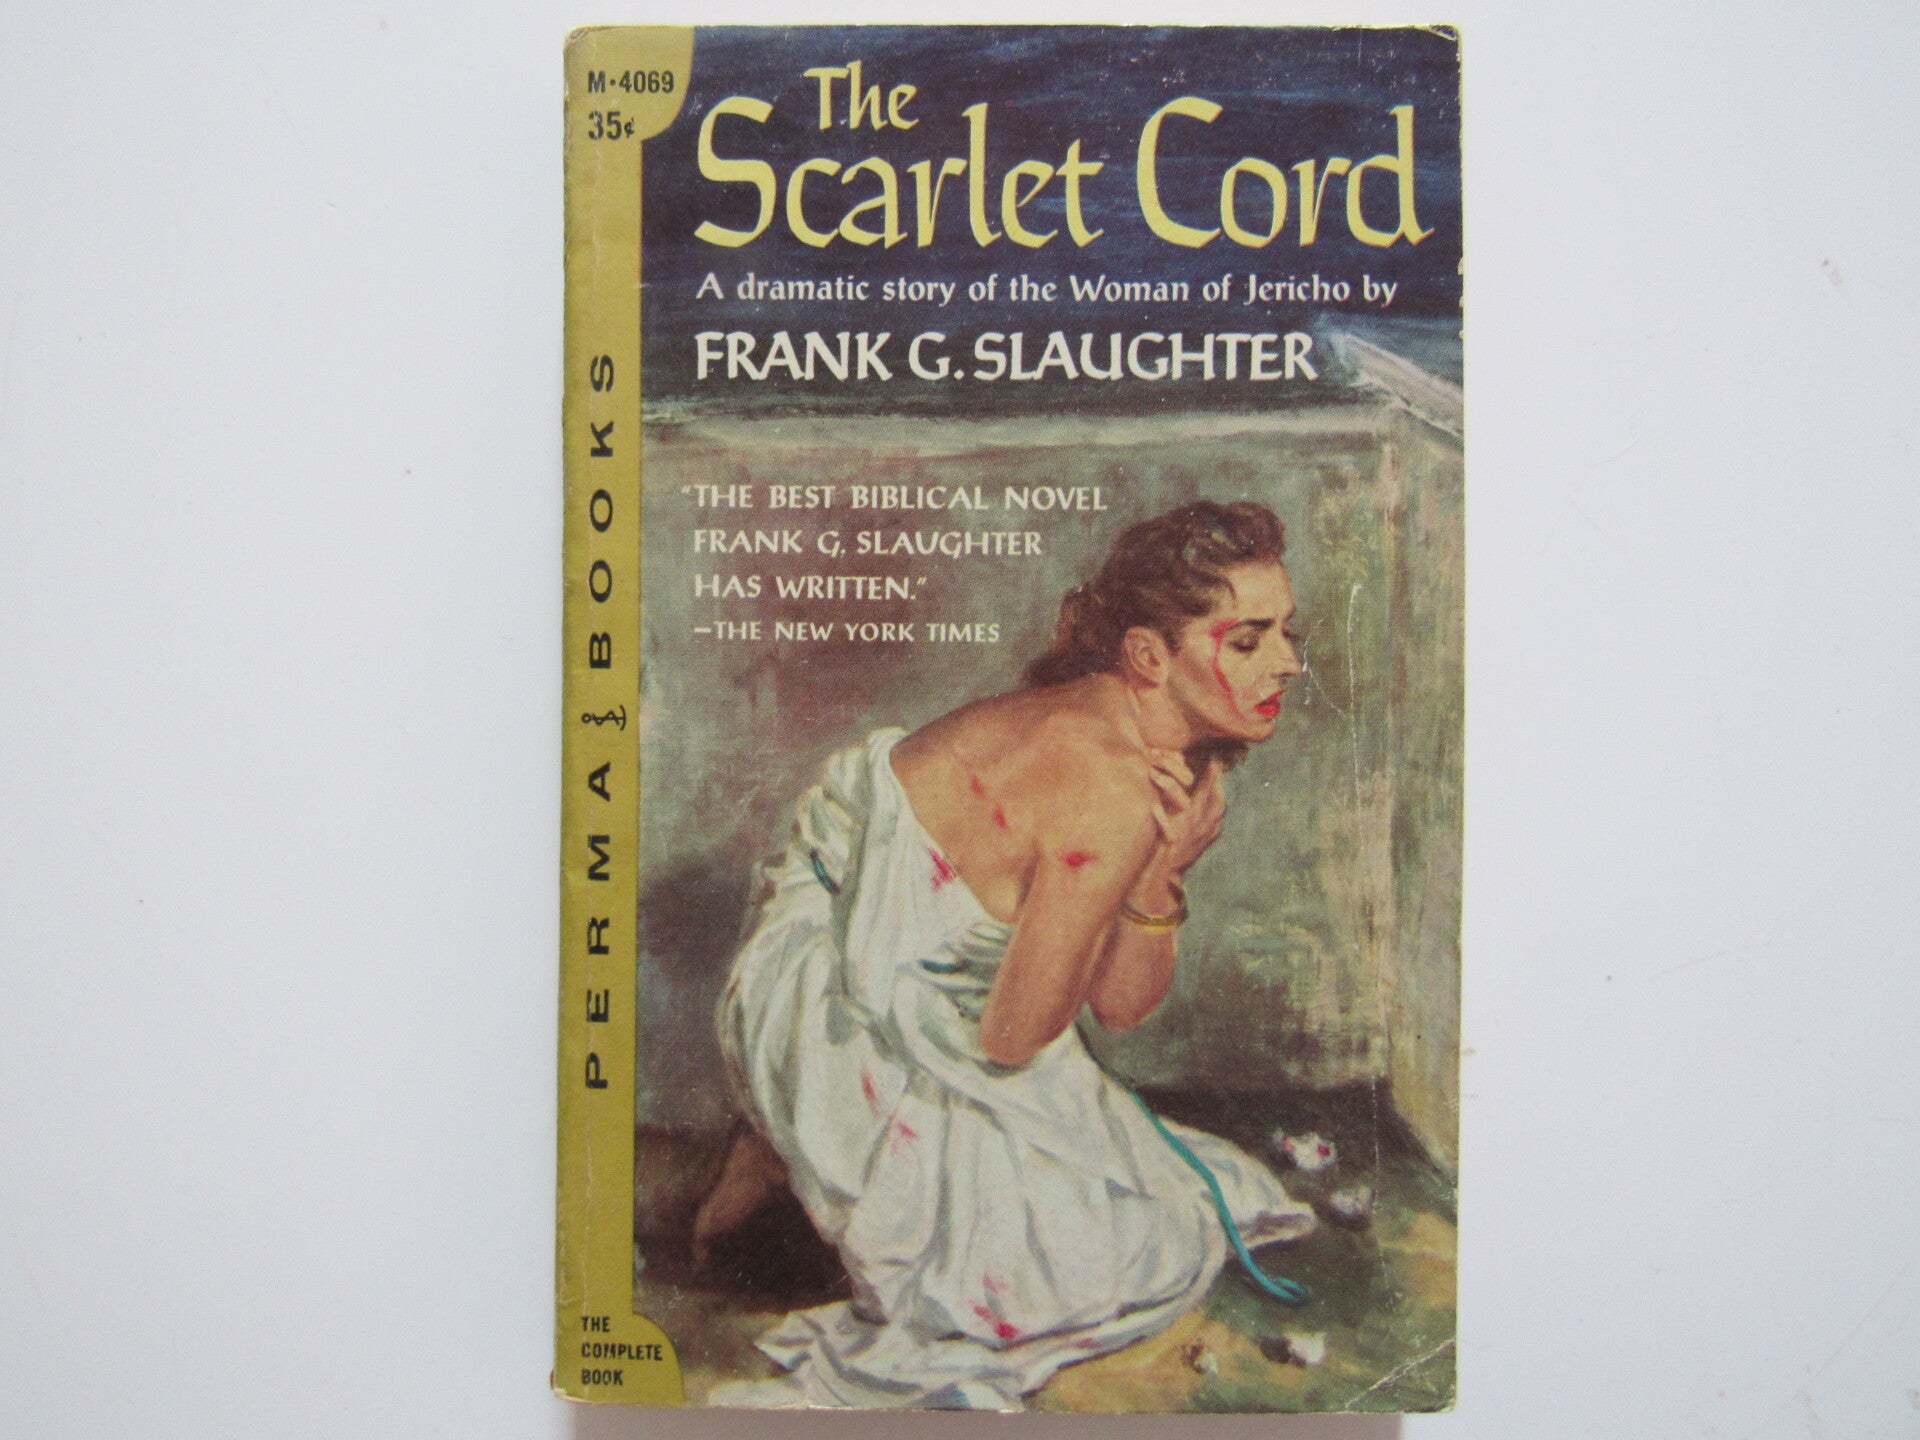 M·4069
35¢
The
Scarlet Cord
A dramatic story of the Woman of Jericho by
FRANK G. SLAUGHTER
"THE BEST BIBLICAL NOVEL
FRANK G. SLAUGHTER
HAS WRITTEN."
—THE NEW YORK TIMES
PERMA BOOKS
THE
COMPLETE
BOOK